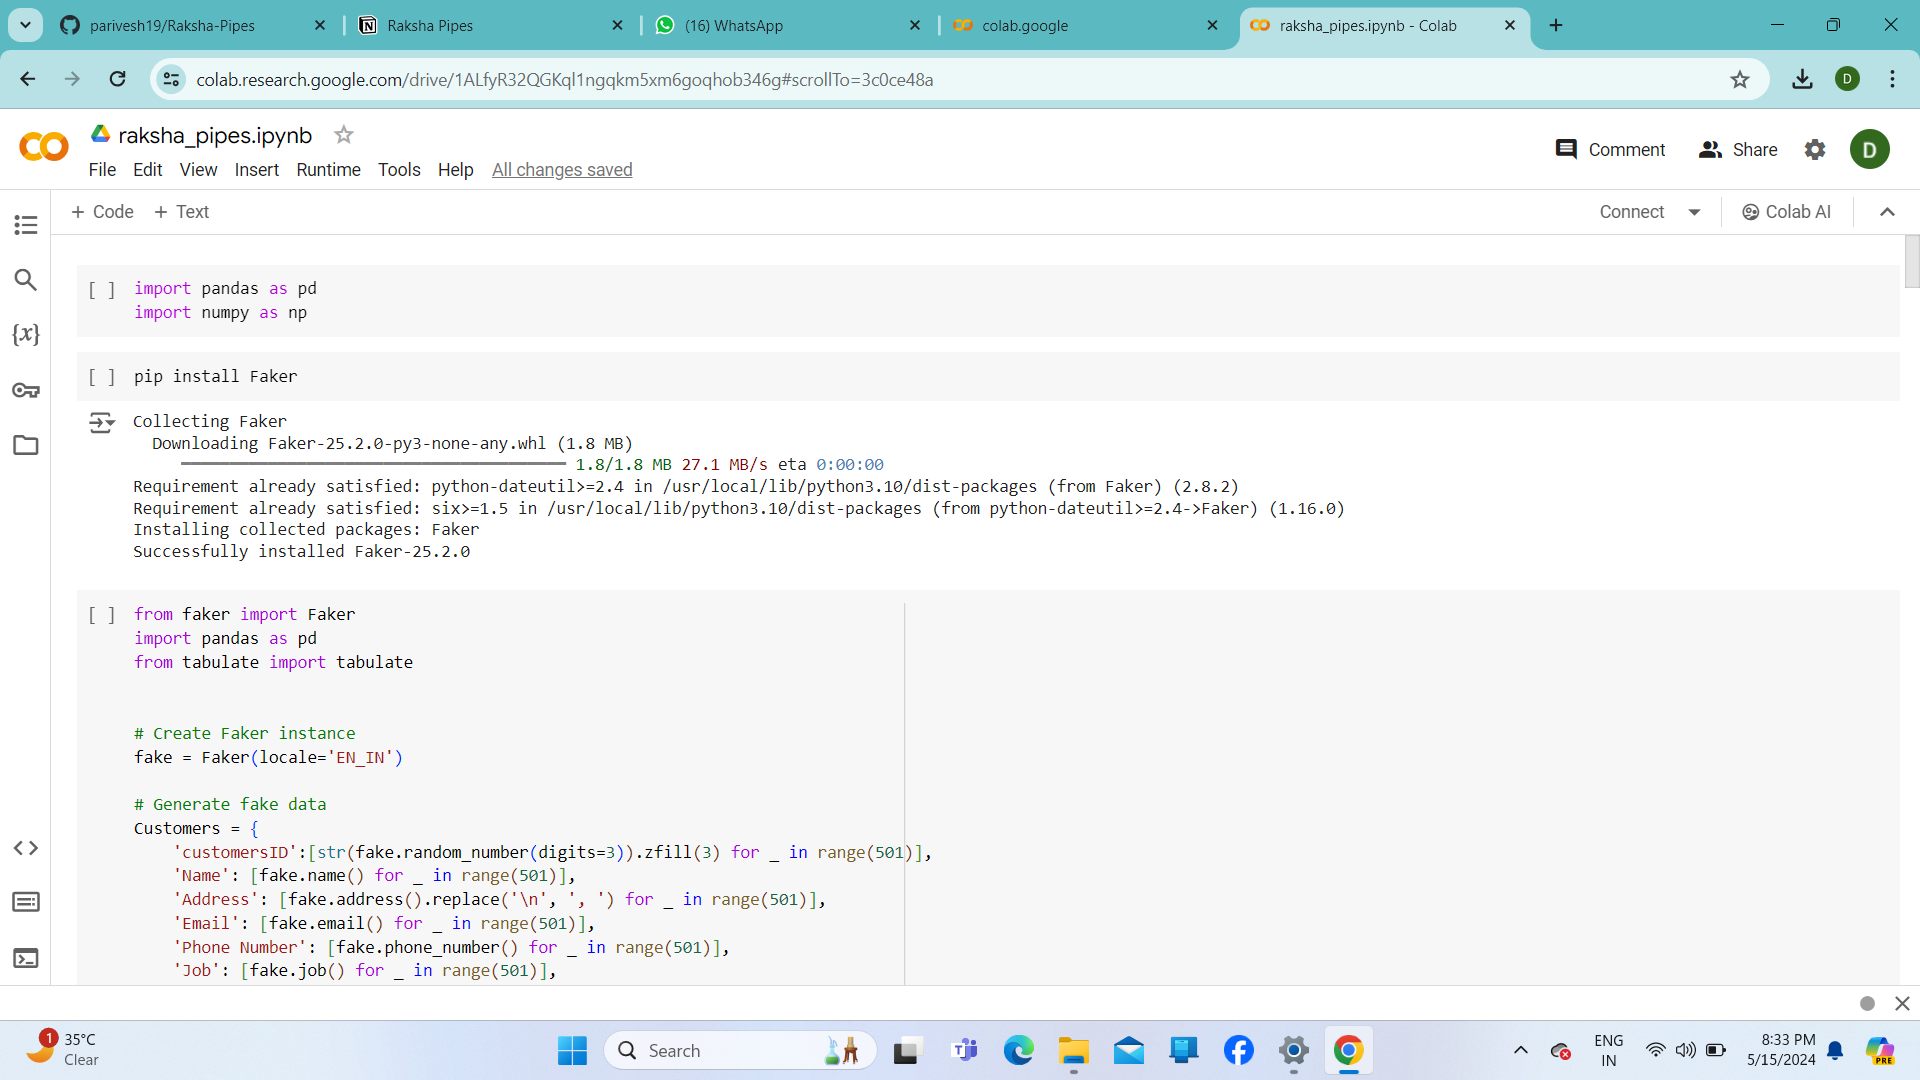 parivesh19/Raksha-Pipes
Raksha Pipes
(16) WhatsApp
colab.google
raksha_pipes.ipynb - Colab
colab.research.google.com/drive/1ALfyR32QGKql1ngqkm5xm6goqhob346g#scrollTo=3c0ce48a
D
raksha_pipes.ipynb
File Edit View Insert Runtime Tools Help All changes saved
Comment
Share
D
+ Code + Text
Connect
Colab AI
{x}
[ ] import pandas as pd
import numpy as np
[ ] pip install Faker
Collecting Faker
Downloading Faker-25.2.0-py3-none-any.whl (1.8 MB)
1.8/1.8 MB 27.1 MB/s eta 0:00:00
Requirement already satisfied: python-dateutil>=2.4 in /usr/local/lib/python3.10/dist-packages (from Faker) (2.8.2)
Requirement already satisfied: six>=1.5 in /usr/local/lib/python3.10/dist-packages (from python-dateutil>=2.4->Faker) (1.16.0)
Installing collected packages: Faker
Successfully installed Faker-25.2.0
[ ] from faker import Faker
import pandas as pd
from tabulate import tabulate
# Create Faker instance
fake = Faker(locale='EN_IN')
# Generate fake data
Customers = {
'customersID':[str(fake.random_number(digits=3)).zfill(3) for _ in range(501)],
'Name': [fake.name() for _ in range(501)],
'Address': [fake.address().replace('\n', ', ') for _ in range(501)],
'Email': [fake.email() for _ in range(501)],
'Phone Number': [fake.phone_number() for _ in range(501)],
'Job': [fake.job() for _ in range(501)],
1
35°C
Clear
Search
ENG
IN
8:33 PM
5/15/2024
PRE